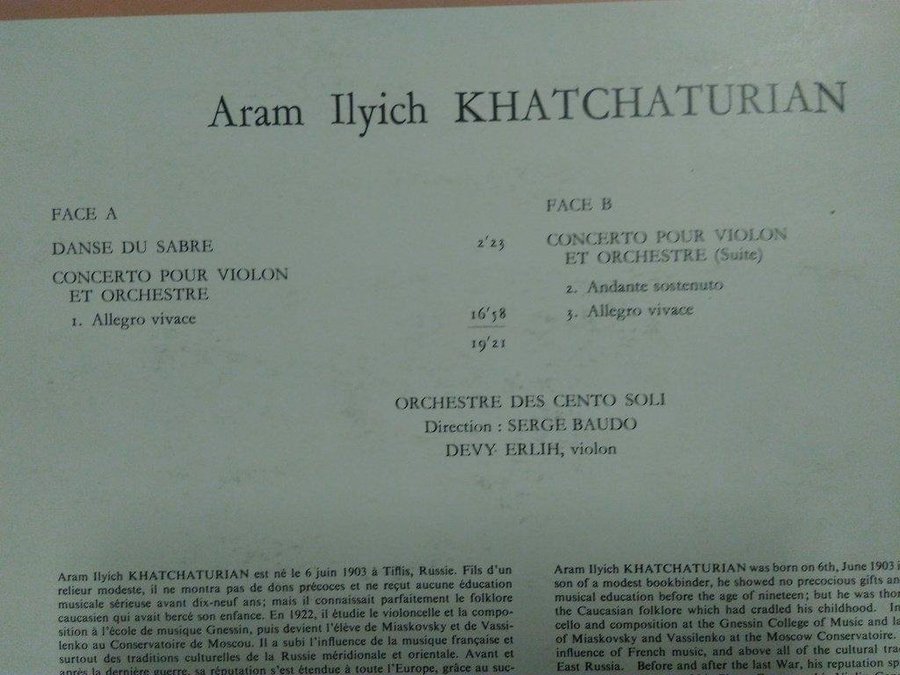 Aram Ilyich KHATCHATURIAN
FACE A
DANSE DU SABRE 2'23
CONCERTO POUR VIOLON
ET ORCHESTRE
1. Allegro vivace 16'58
19'21
FACE B
CONCERTO POUR VIOLON
ET ORCHESTRE (Suite)
2. Andante sostenuto
3. Allegro vivace
ORCHESTRE DES CENTO SOLI
Direction : SERGE BAUDO
DEVY ERLIH, violon
Aram Ilyich KHATCHATURIAN est né le 6 juin 1903 à Tiflis, Russie. Fils d'un
relieur modeste, il ne montra pas de dons précoces et ne reçut aucune éducation
musicale sérieuse avant dix-neuf ans; mais il connaissait parfaitement le folklore
caucasien qui avait bercé son enfance. En 1922, il étudie le violoncelle et la compo-
sition à l'école de musique Gnessin, puis devient l'élève de Miaskovsky et de Vassi-
lenko au Conservatoire de Moscou. Il a subi l'influence de la musique française et
surtout des traditions culturelles de la Russie méridionale et orientale. Avant et
après la dernière guerre, sa réputation s'est étendue à toute l'Europe, grâce au suc-
Aram Ilyich KHATCHATURIAN was born on 6th, June 1903
son of a modest bookbinder, he showed no precocious gifts an
musical education before the age of nineteen; but he was thor
the Caucasian folklore which had cradled his childhood. In
cello and composition at the Gnessin College of Music and la
of Miaskovsky and Vassilenko at the Moscow Conservatoire.
influence of French music, and above all of the cultural tra
East Russia. Before and after the last War, his reputation sp